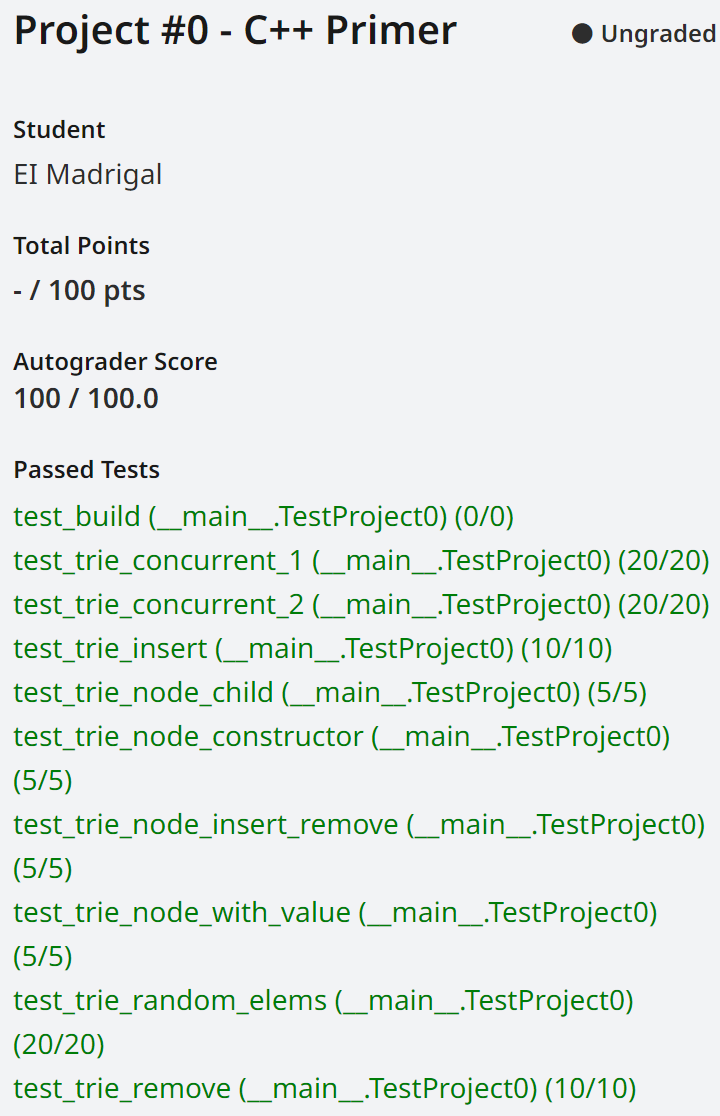 Project #0 - C++ Primer
● Ungraded
Student
EI Madrigal
Total Points
- / 100 pts
Autograder Score
100 / 100.0
Passed Tests
test_build (__main__.TestProject0) (0/0)
test_trie_concurrent_1 (__main__.TestProject0) (20/20)
test_trie_concurrent_2 (__main__.TestProject0) (20/20)
test_trie_insert (__main__.TestProject0) (10/10)
test_trie_node_child (__main__.TestProject0) (5/5)
test_trie_node_constructor (__main__.TestProject0)
(5/5)
test_trie_node_insert_remove (__main__.TestProject0)
(5/5)
test_trie_node_with_value (__main__.TestProject0)
(5/5)
test_trie_random_elems (__main__.TestProject0)
(20/20)
test_trie_remove (__main__.TestProject0) (10/10)